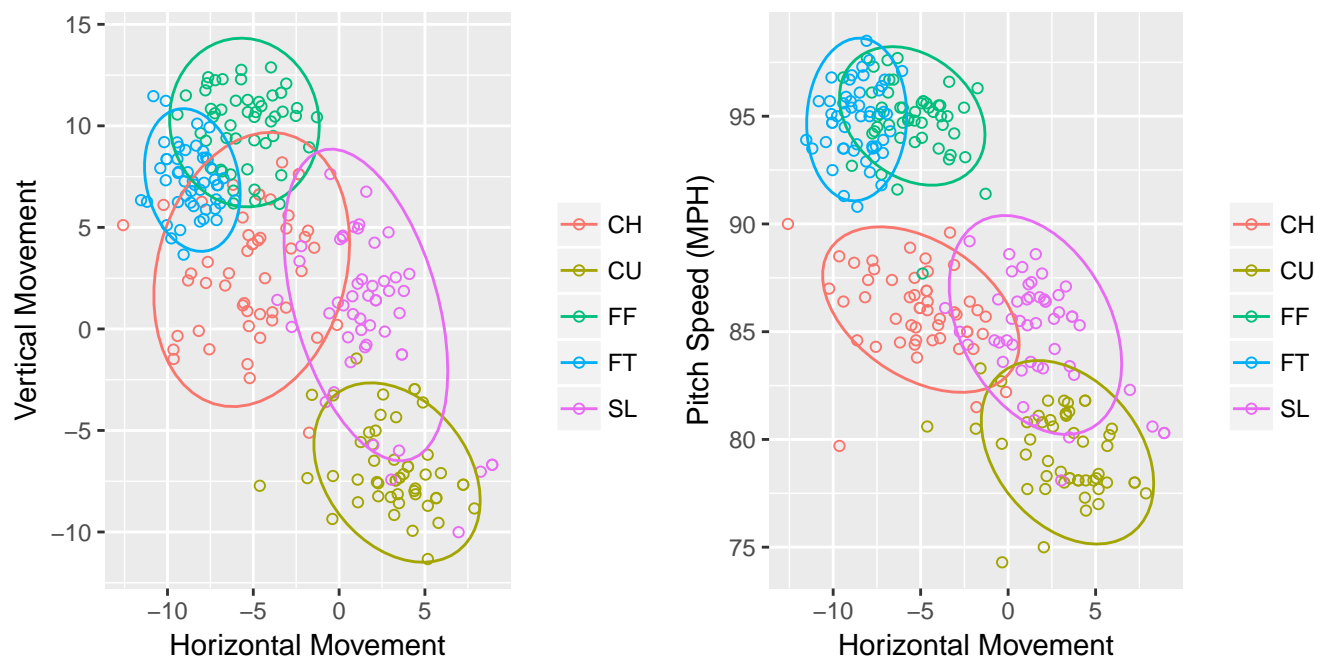 15
10
5
0
−5
−10
Vertical Movement
−10 −5 0 5
Horizontal Movement
CH
CU
FF
FT
SL
95
90
85
80
75
Pitch Speed (MPH)
−10 −5 0 5
Horizontal Movement
CH
CU
FF
FT
SL